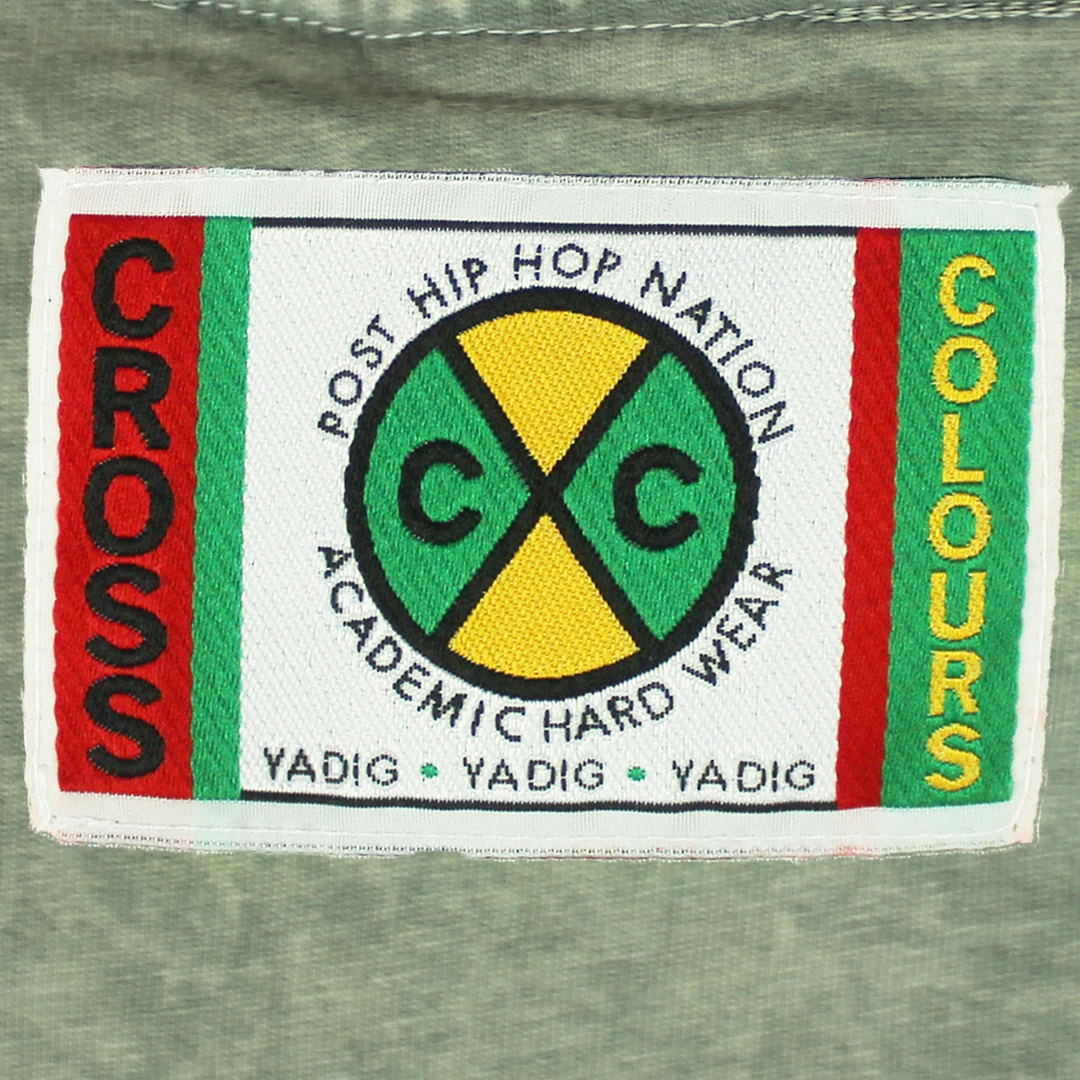 CROSS
POST HIP HOP NATION
C C
ACADEMIC HARD WEAR
YADIG • YADIG • YADIG
COLOURS